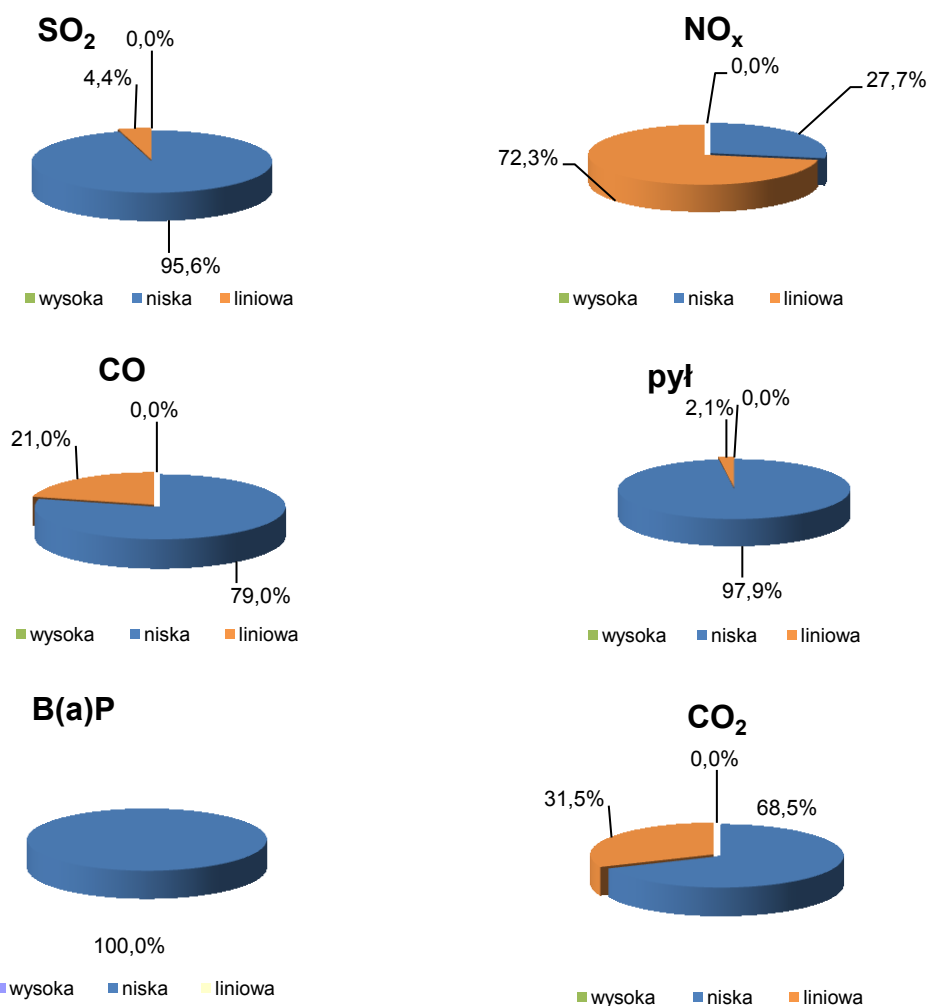 SO2
0,0%
4,4%
95,6%
wysoka niska liniowa
NOx
0,0%
27,7%
72,3%
wysoka niska liniowa
CO
0,0%
21,0%
79,0%
wysoka niska liniowa
pył
2,1%
0,0%
97,9%
wysoka niska liniowa
B(a)P
100,0%
wysoka niska liniowa
CO2
0,0%
31,5%
68,5%
wysoka niska liniowa